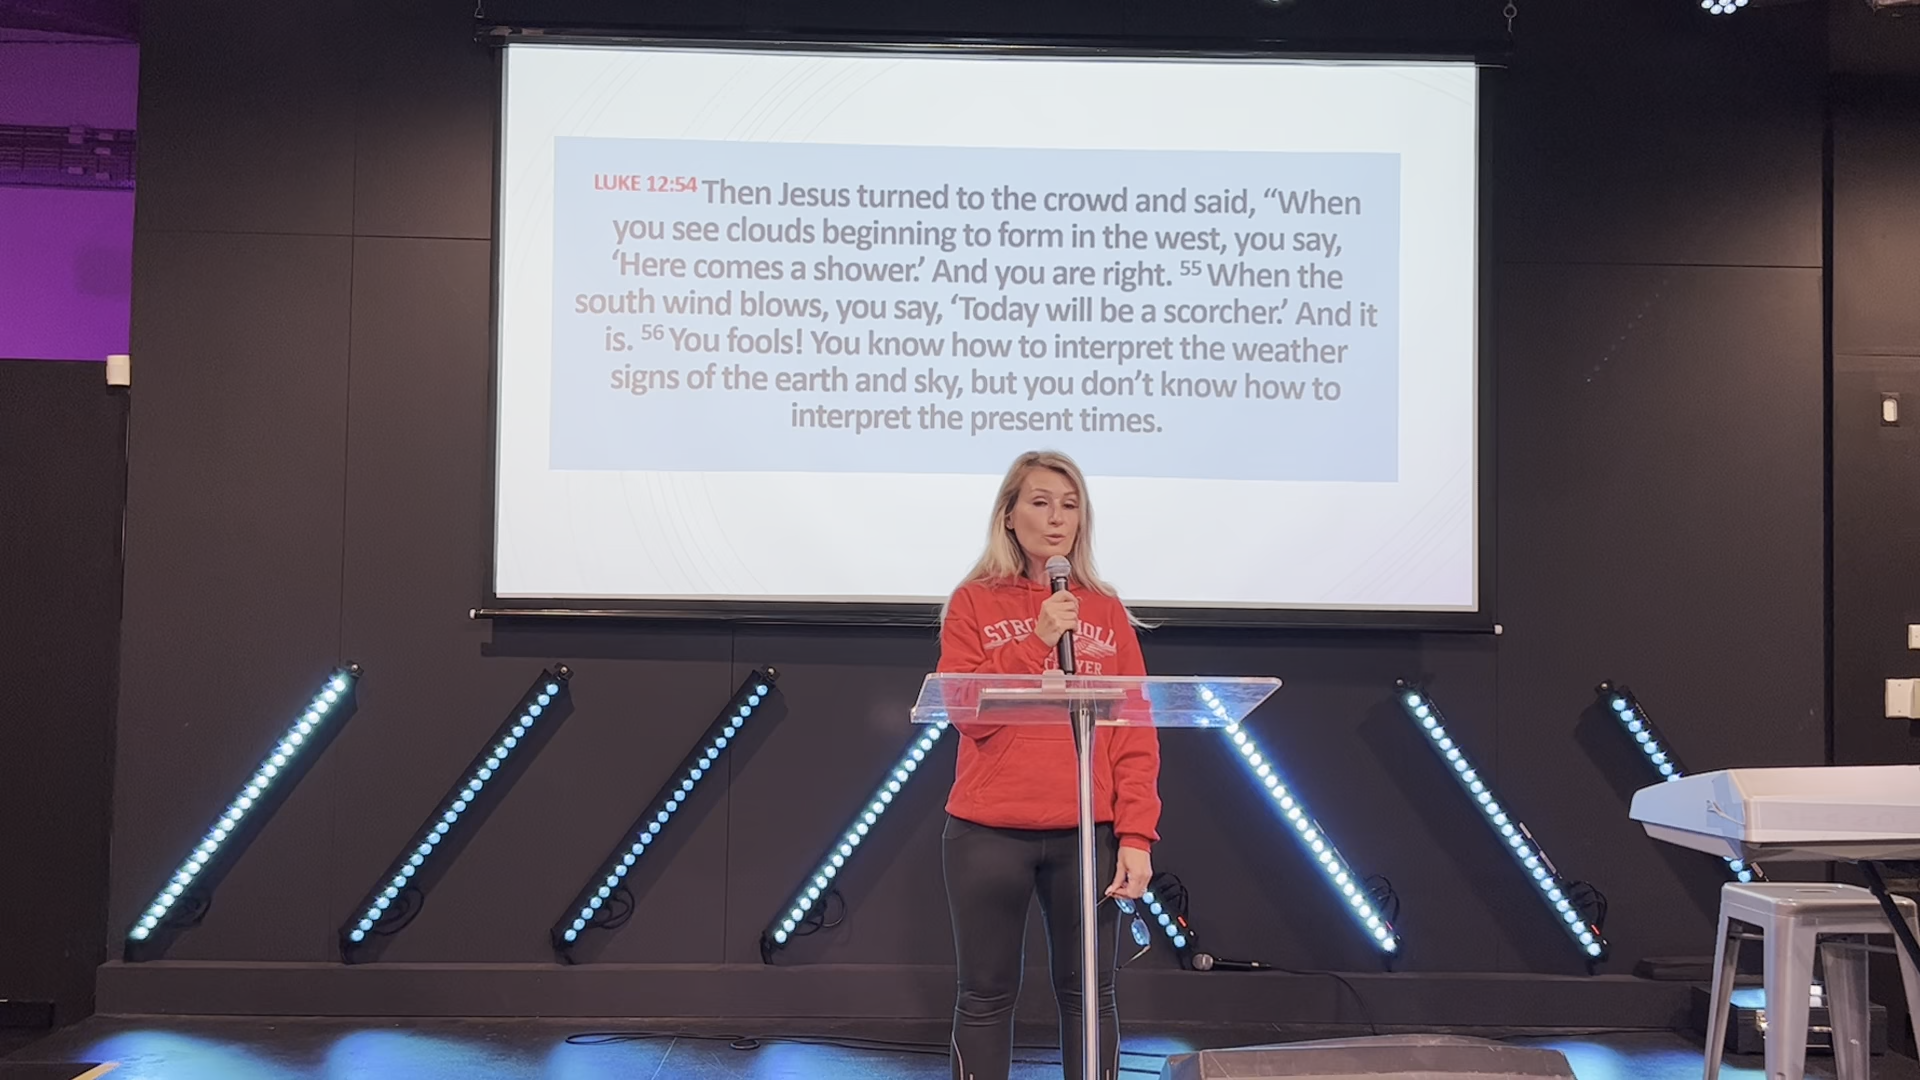 LUKE 12:54 Then Jesus turned to the crowd and said, “When
you see clouds beginning to form in the west, you say,
‘Here comes a shower.’ And you are right. 55 When the
south wind blows, you say, ‘Today will be a scorcher.’ And it
is. 56 You fools! You know how to interpret the weather
signs of the earth and sky, but you don’t know how to
interpret the present times.